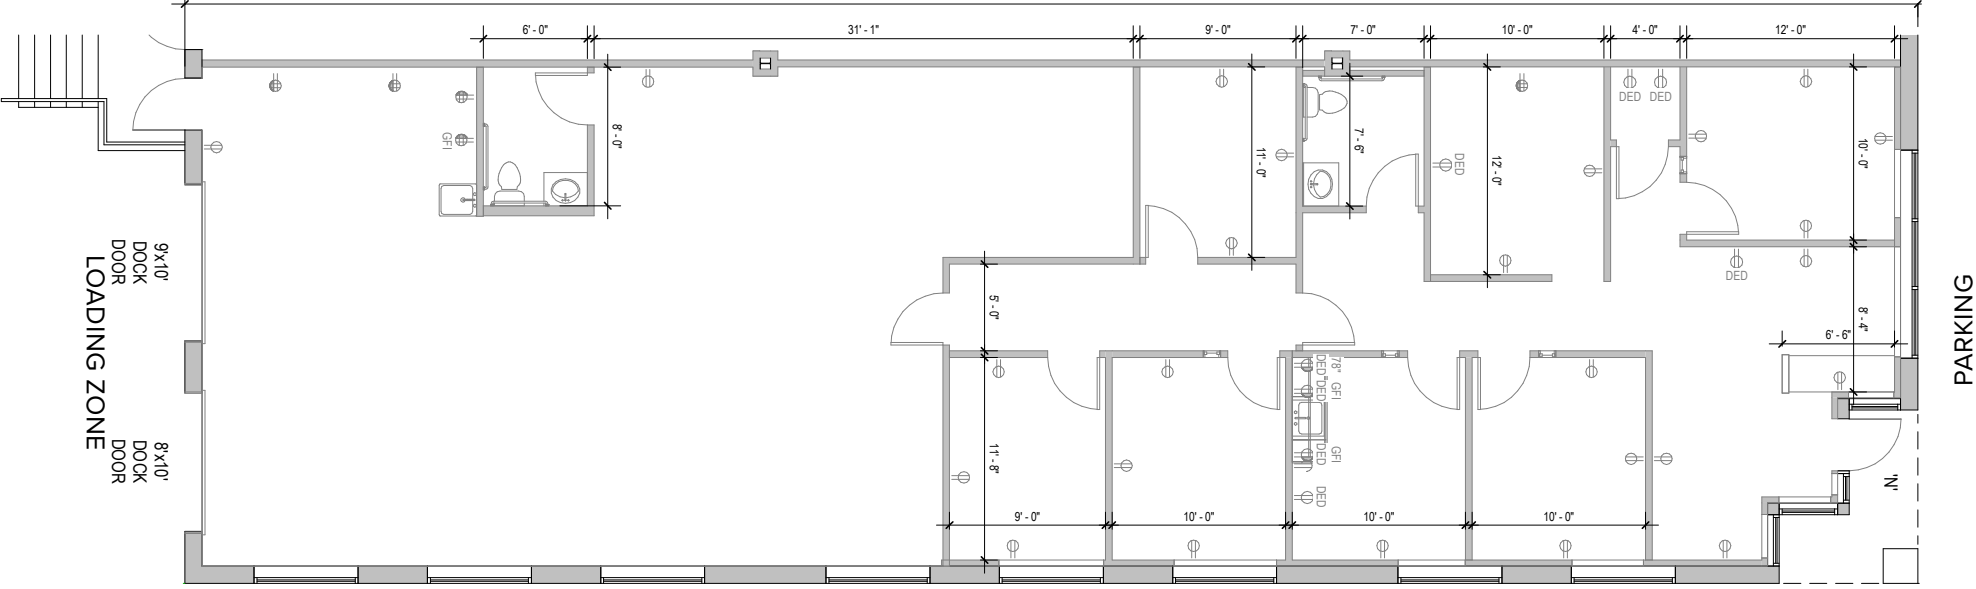 6' - 0"
31' - 1"
9' - 0"
7' - 0"
10' - 0"
4' - 0"
12' - 0"
DED DED
GFI
8' - 0"
7' - 6"
11' - 0"
DED
12' - 0"
10' - 0"
9'x10'
DOCK
DOOR
LOADING ZONE
DED
5' - 0"
8' - 4"
6' - 6"
PARKING
78"
DED
GFI
"DED
8'x10'
DOCK
DOOR
11' - 8"
GFI
DED
DED
'N'
9' - 0"
10' - 0"
10' - 0"
10' - 0"